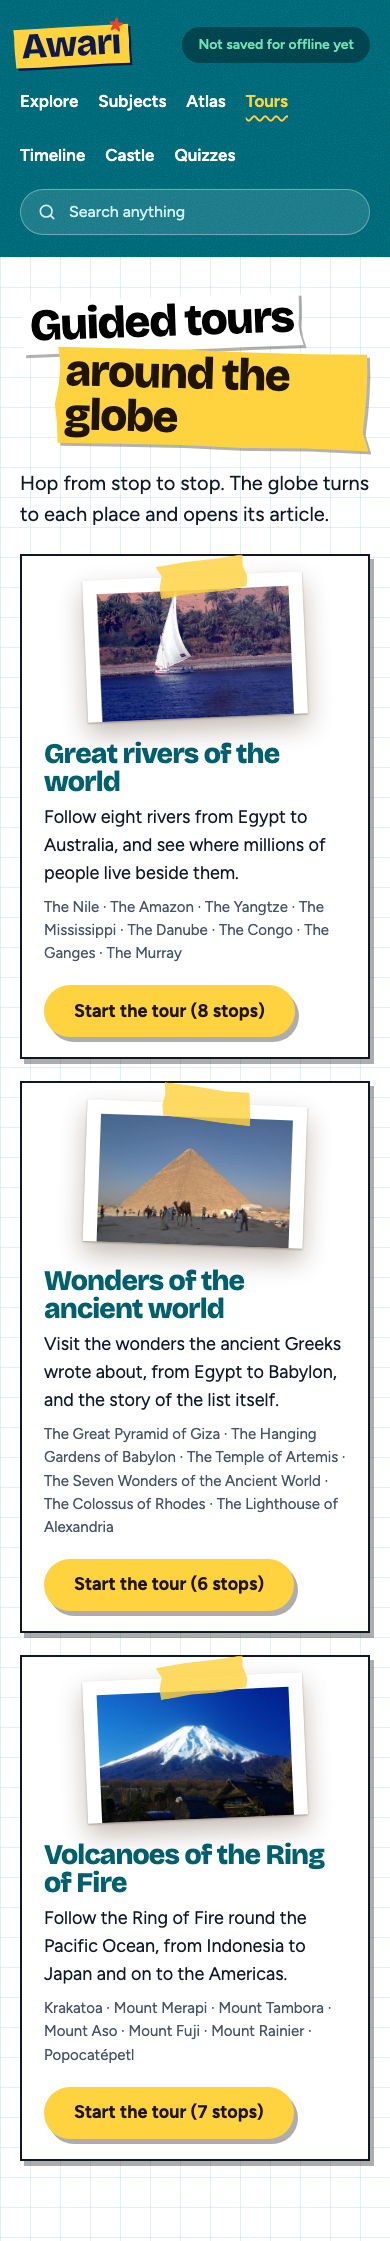 Awari
Not saved for offline yet
Explore Subjects Atlas Tours
Timeline Castle Quizzes
Search anything
Guided tours
around the
globe
Hop from stop to stop. The globe turns
to each place and opens its article.
Great rivers of the
world
Follow eight rivers from Egypt to
Australia, and see where millions of
people live beside them.
The Nile · The Amazon · The Yangtze · The
Mississippi · The Danube · The Congo · The
Ganges · The Murray
Start the tour (8 stops)
Wonders of the
ancient world
Visit the wonders the ancient Greeks
wrote about, from Egypt to Babylon,
and the story of the list itself.
The Great Pyramid of Giza · The Hanging
Gardens of Babylon · The Temple of Artemis ·
The Seven Wonders of the Ancient World ·
The Colossus of Rhodes · The Lighthouse of
Alexandria
Start the tour (6 stops)
Volcanoes of the Ring
of Fire
Follow the Ring of Fire round the
Pacific Ocean, from Indonesia to
Japan and on to the Americas.
Krakatoa · Mount Merapi · Mount Tambora ·
Mount Aso · Mount Fuji · Mount Rainier ·
Popocatépetl
Start the tour (7 stops)